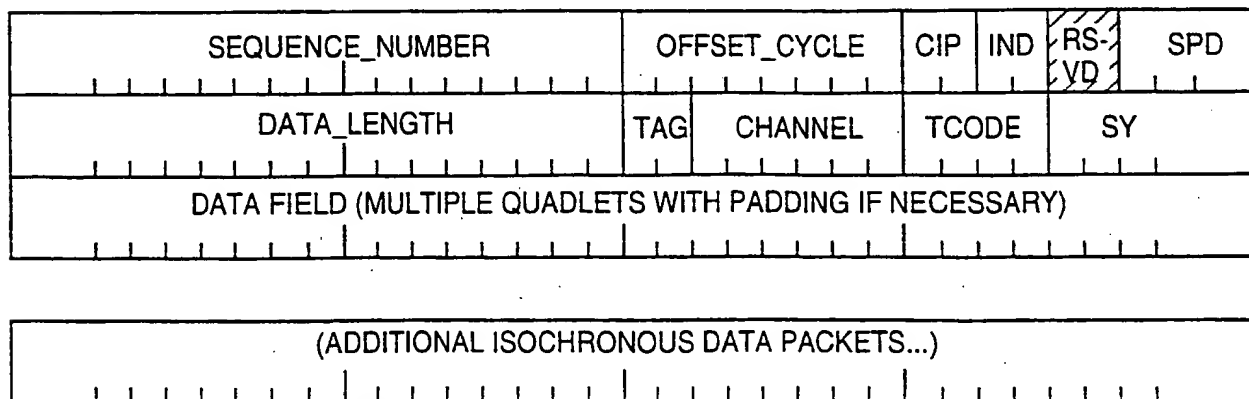 SEQUENCE_NUMBER OFFSET_CYCLE CIP IND RS-VD SPD
DATA_LENGTH TAG CHANNEL TCODE SY
DATA FIELD (MULTIPLE QUADLETS WITH PADDING IF NECESSARY)
(ADDITIONAL ISOCHRONOUS DATA PACKETS...)